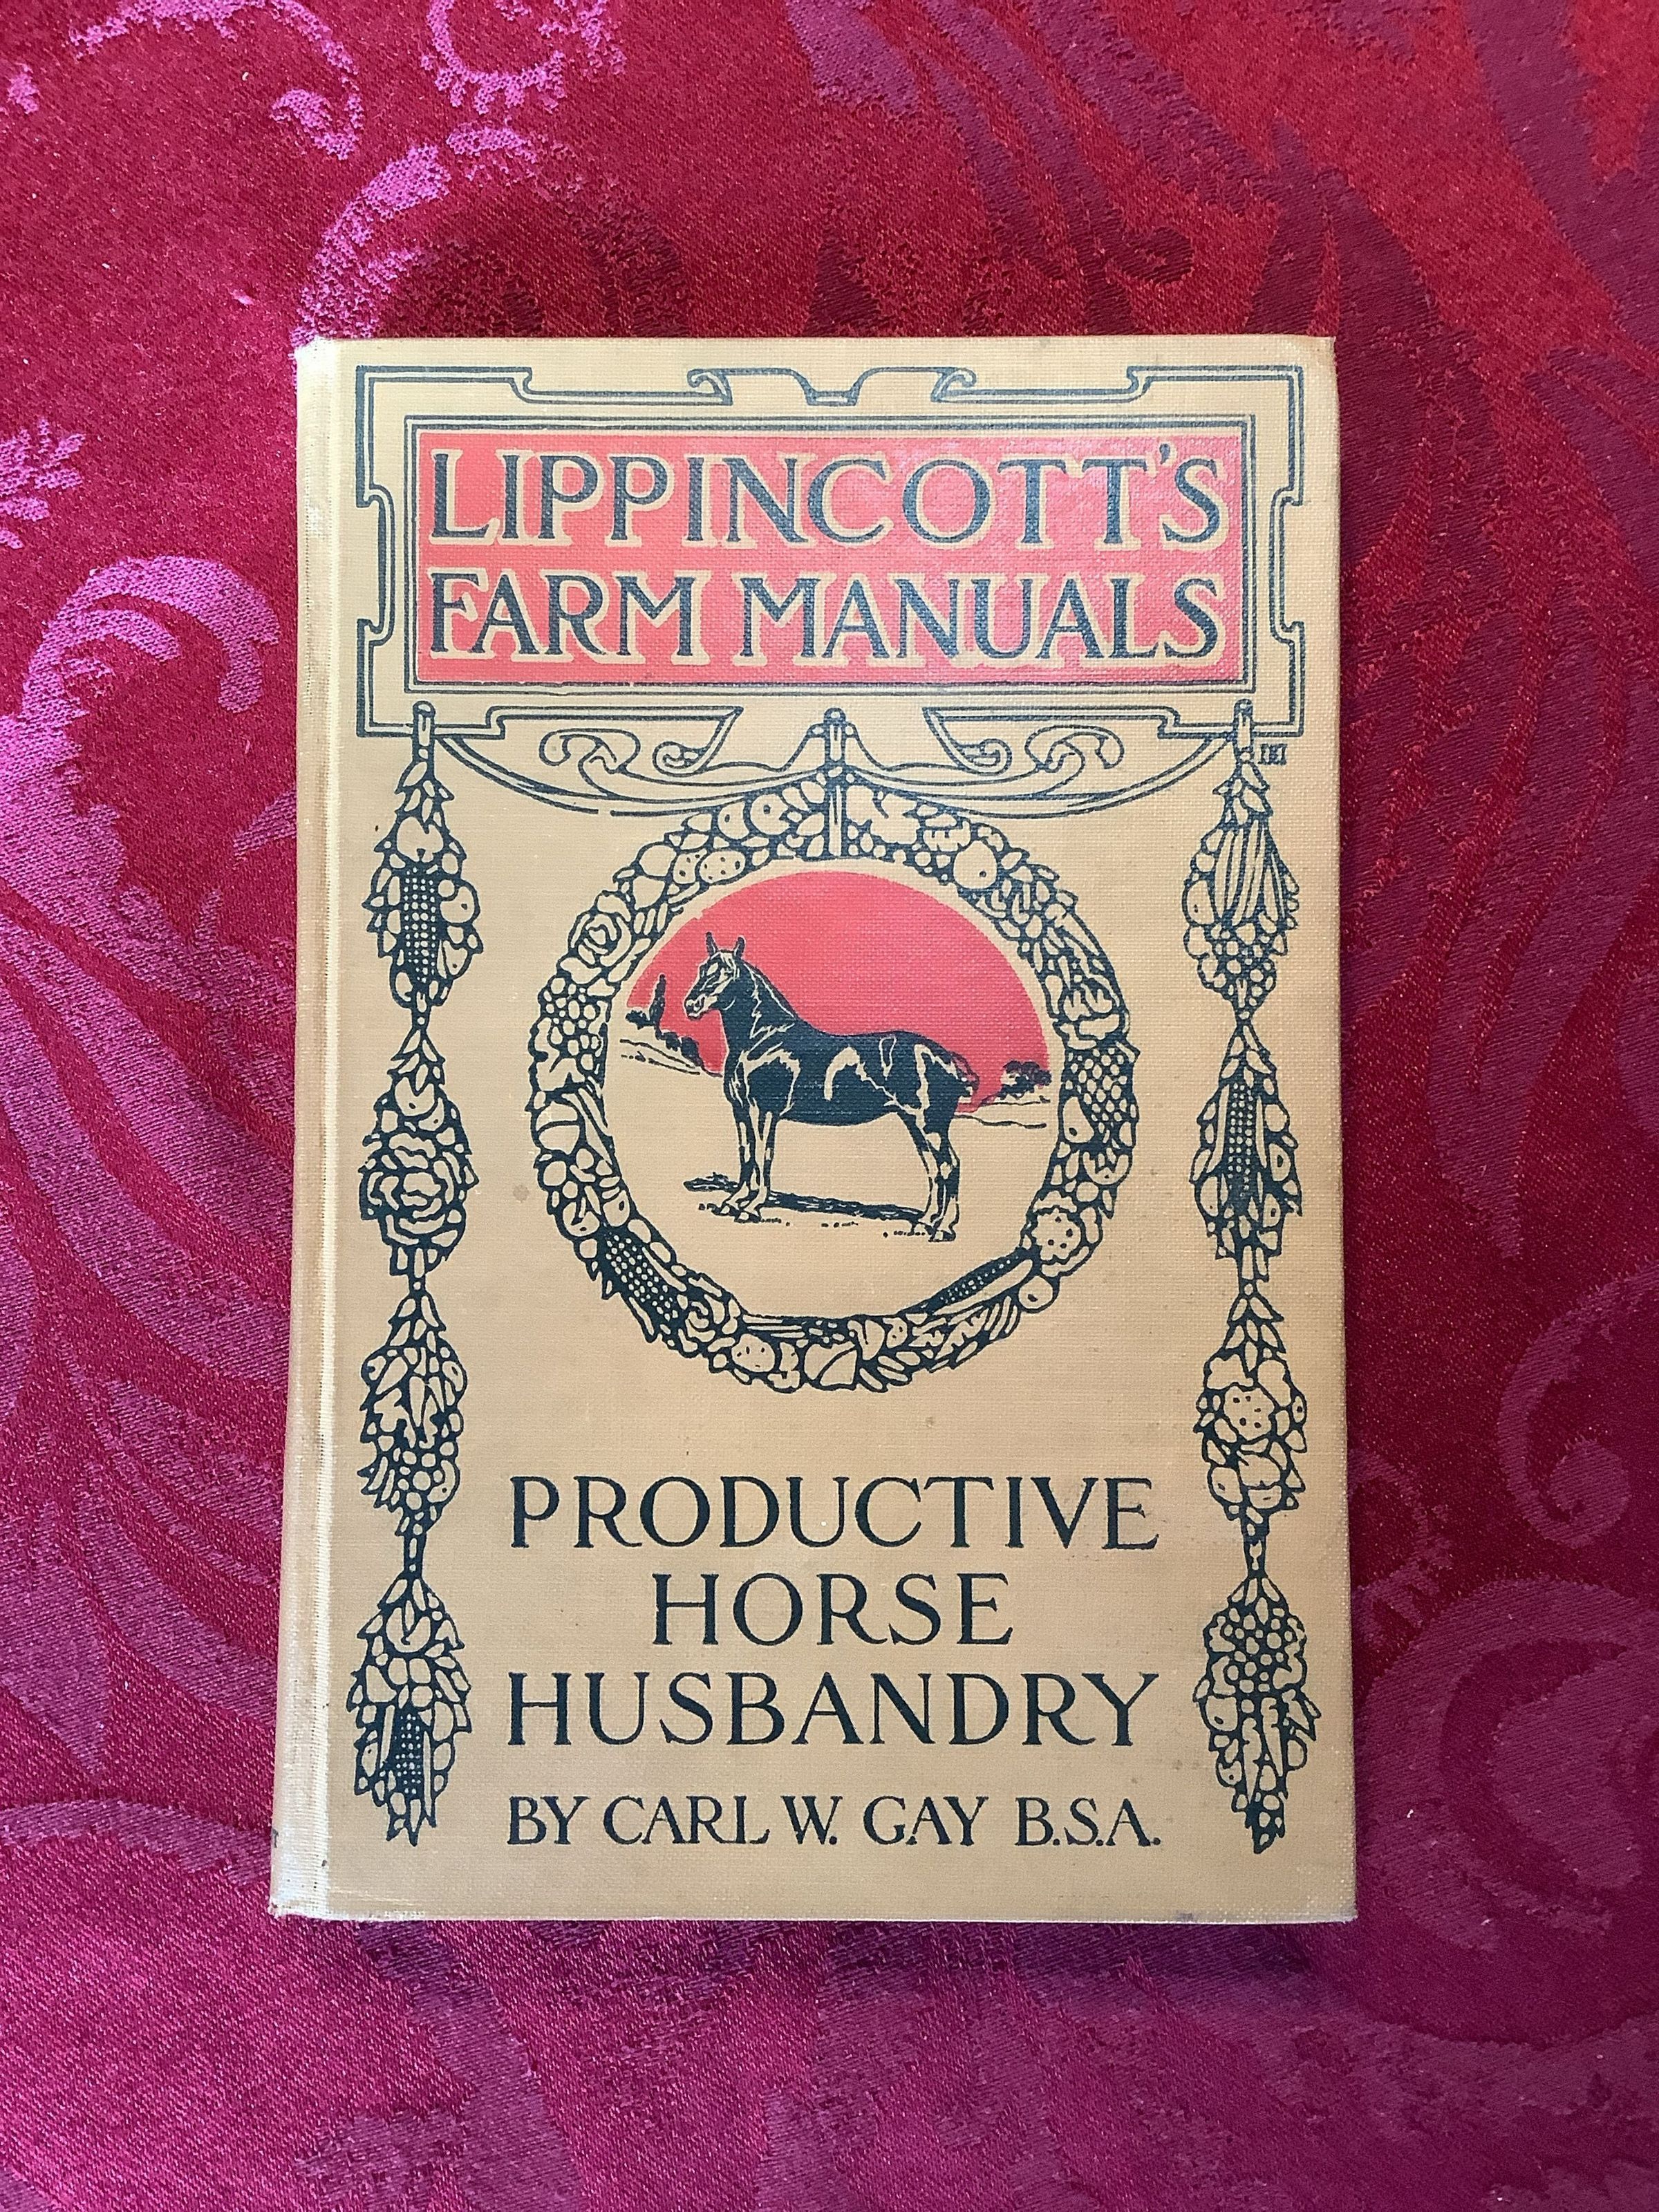 LIPPINCOTT'S
FARM MANUALS
PRODUCTIVE
HORSE
HUSBANDRY
BY CARL W. GAY B.S.A.